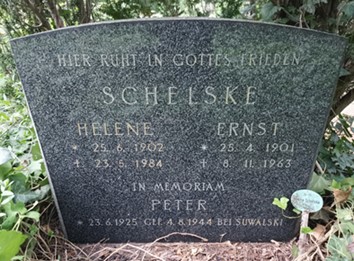 HIER RUHT IN GOTTES FRIEDEN
SCHELSKE
HELENE ERNST
* 25.6.1902 * 25.4.1901
+ 23.5.1984 + 8.11.1963
IN MEMORIAM
PETER
* 23.6.1925 GEF. 4.8.1944 BEI SUWALSKI